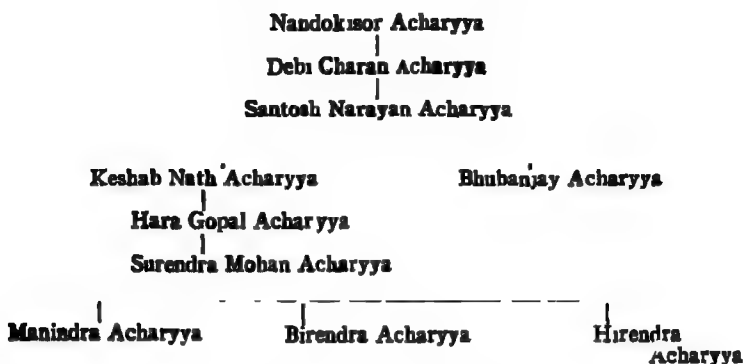 Nandokisor Acharyya
Debi Charan Acharyya
Santosh Narayan Acharyya
Keshab Nath Acharyya Bhubanjay Acharyya
Hara Gopal Acharyya
Surendra Mohan Acharyya
Manindra Acharyya Birendra Acharyya Hirendra
Acharyya